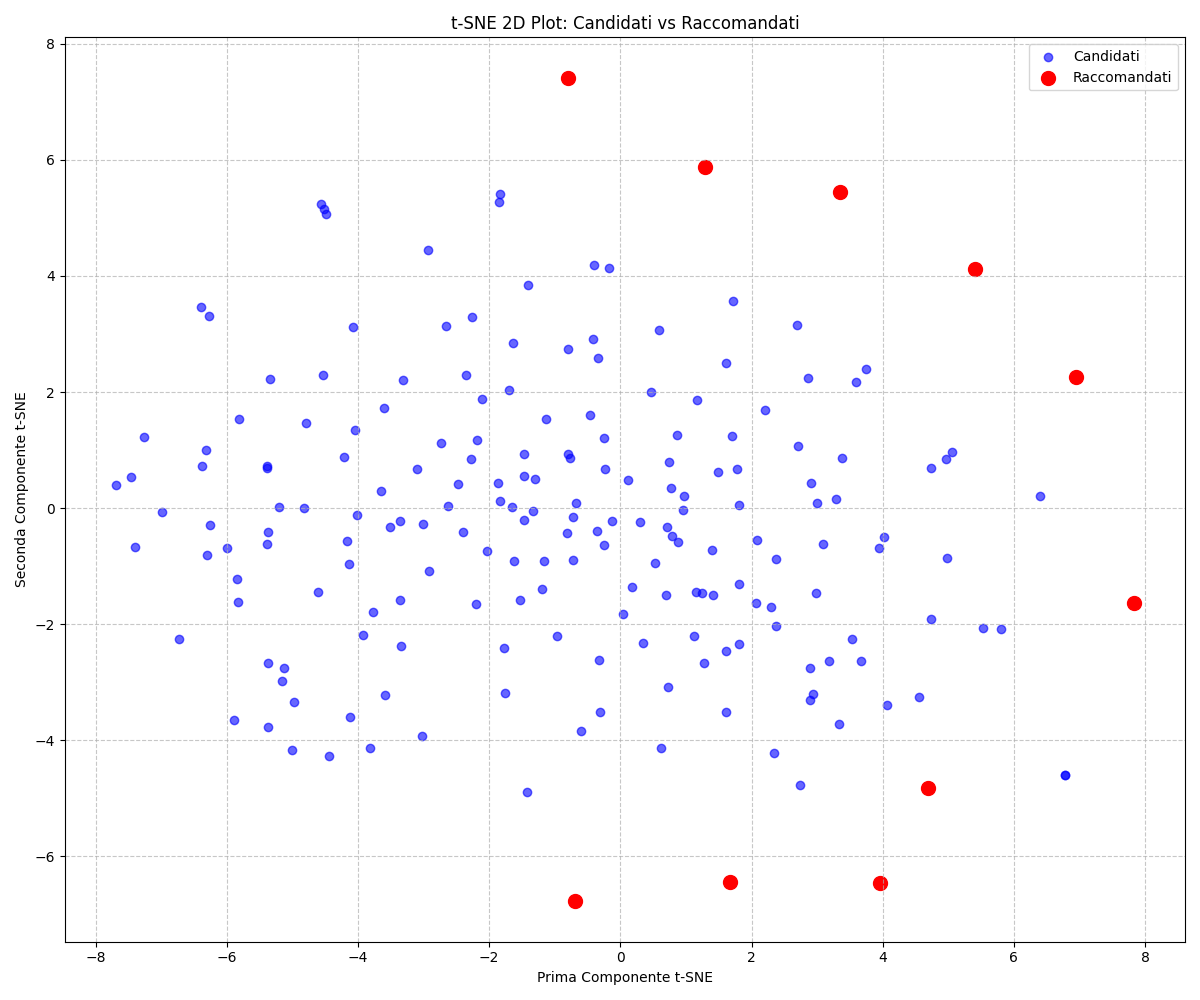 t-SNE 2D Plot: Candidati vs Raccomandati
Candidati
Raccomandati
Seconda Componente t-SNE
8
6
4
2
0
−2
−4
−6
−8 −6 −4 −2 0 2 4 6 8
Prima Componente t-SNE